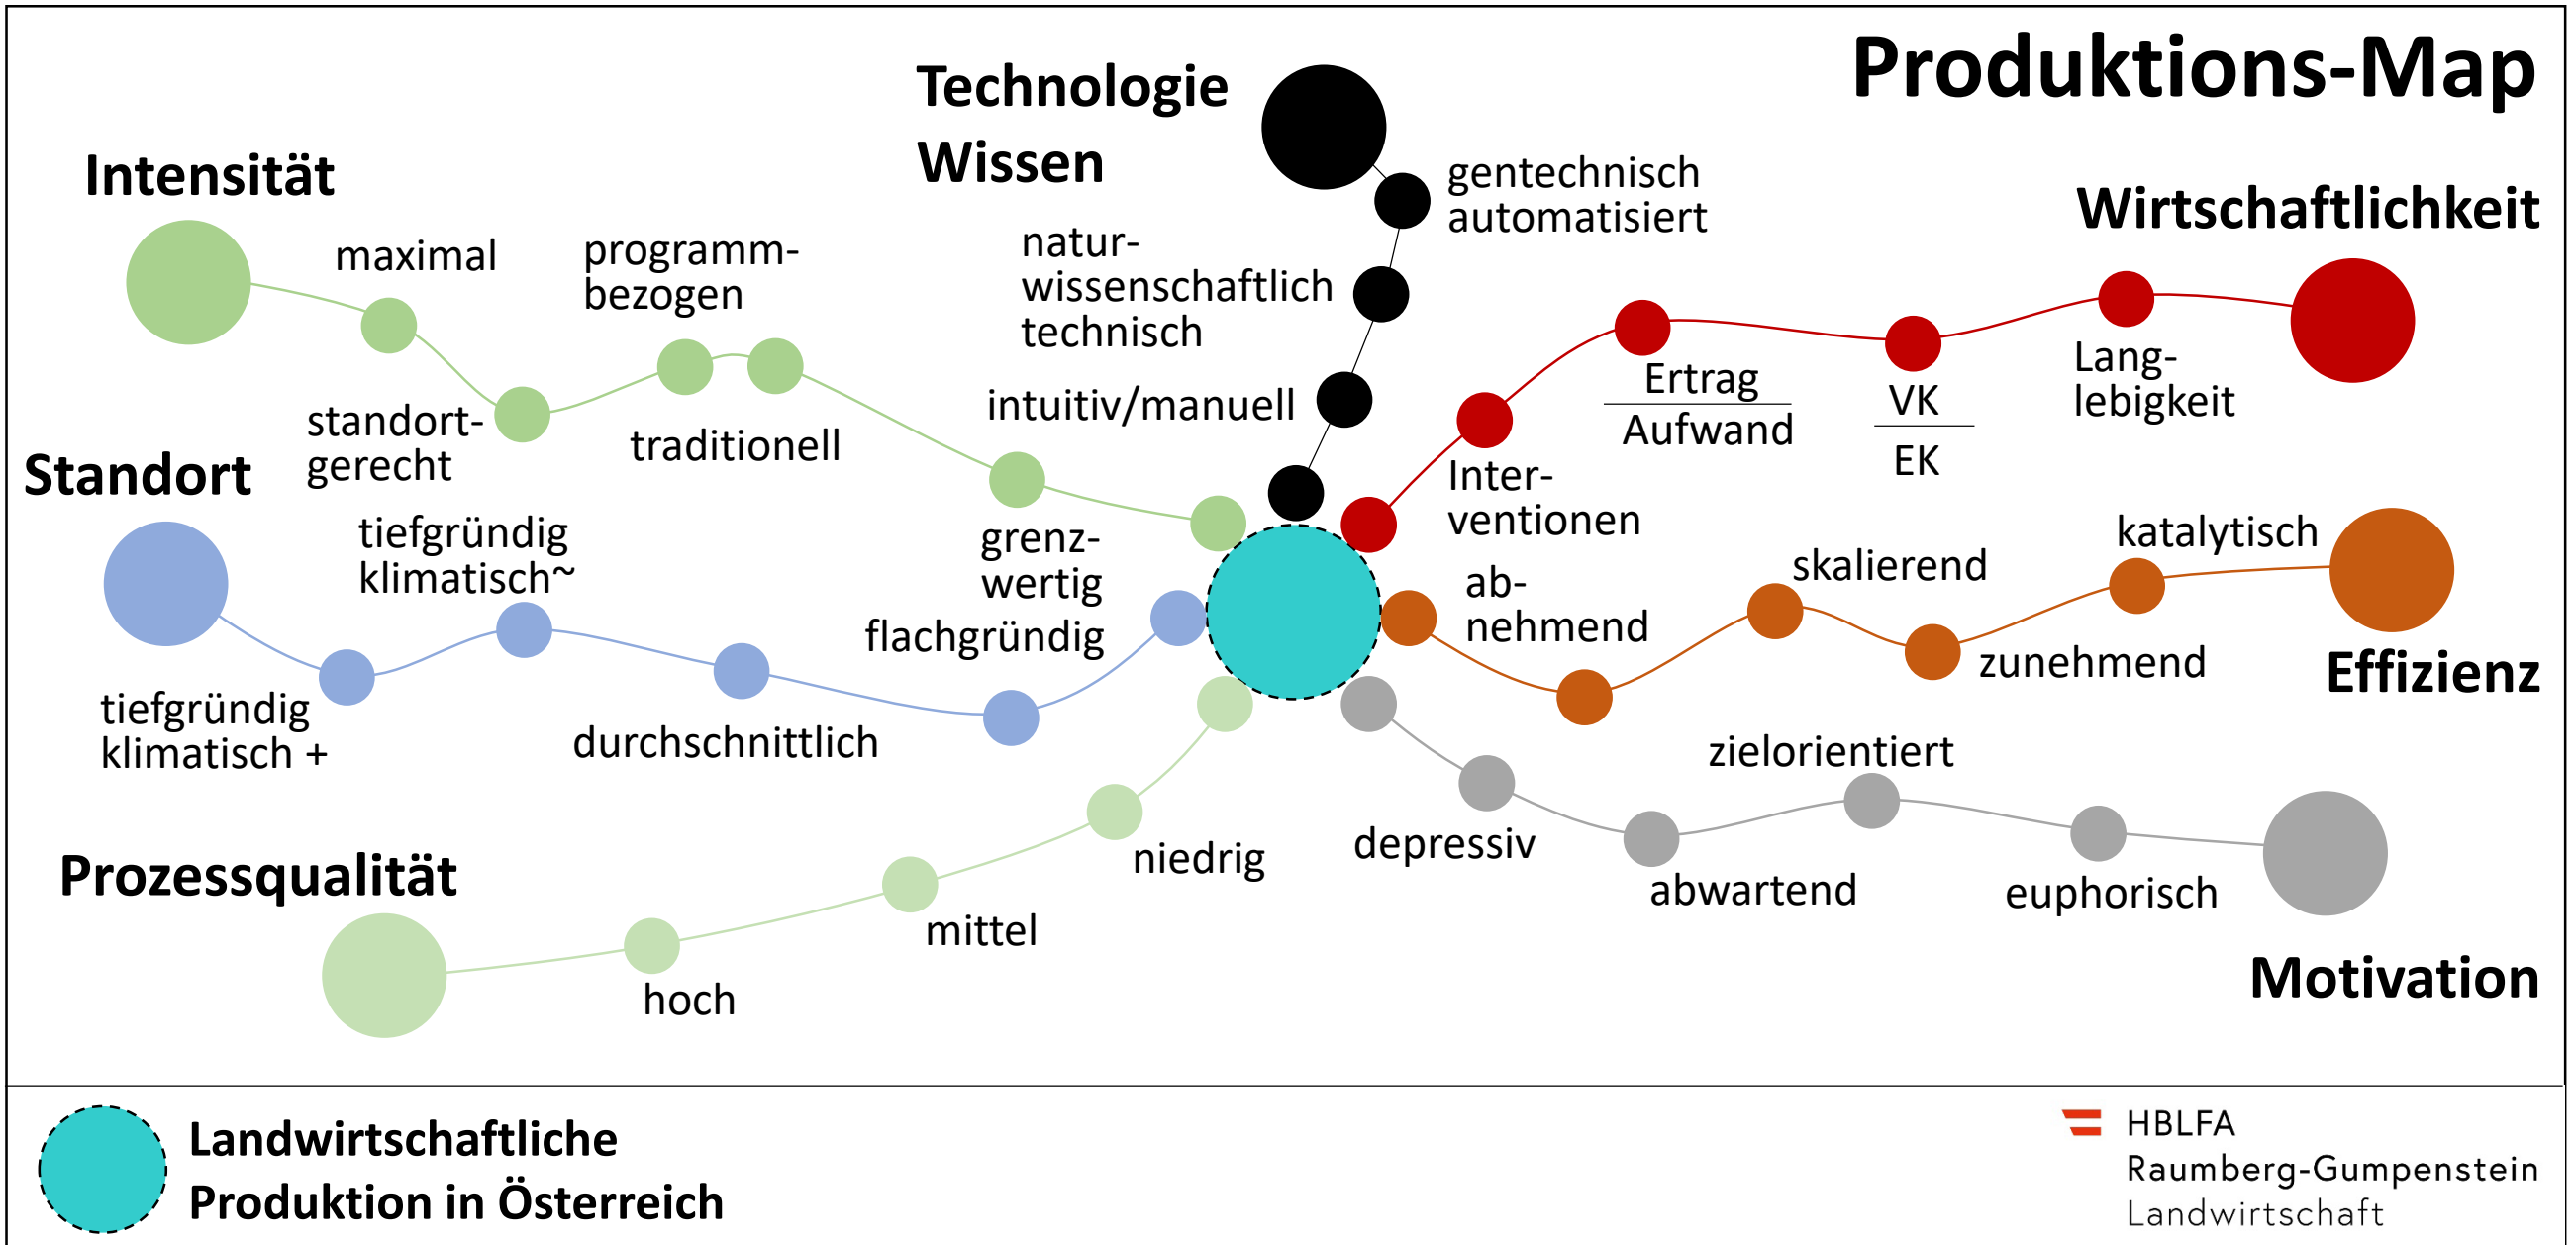 Produktions-Map
Technologie
Wissen
gentechnisch
automatisiert
natur-
wissenschaftlich
technisch
intuitiv/manuell
Intensität
maximal
programm-
bezogen
standort-
gerecht
traditionell
grenz-
wertig
Standort
tiefgründig
klimatisch~
tiefgründig
klimatisch +
durchschnittlich
flachgründig
Prozessqualität
niedrig
mittel
hoch
Wirtschaftlichkeit
Inter-
ventionen
Ertrag
Aufwand
VK
EK
Lang-
lebigkeit
ab-
nehmend
skalierend
zunehmend
katalytisch
Effizienz
depressiv
abwartend
zielorientiert
euphorisch
Motivation
Landwirtschaftliche
Produktion in Österreich
HBLFA
Raumberg-Gumpenstein
Landwirtschaft